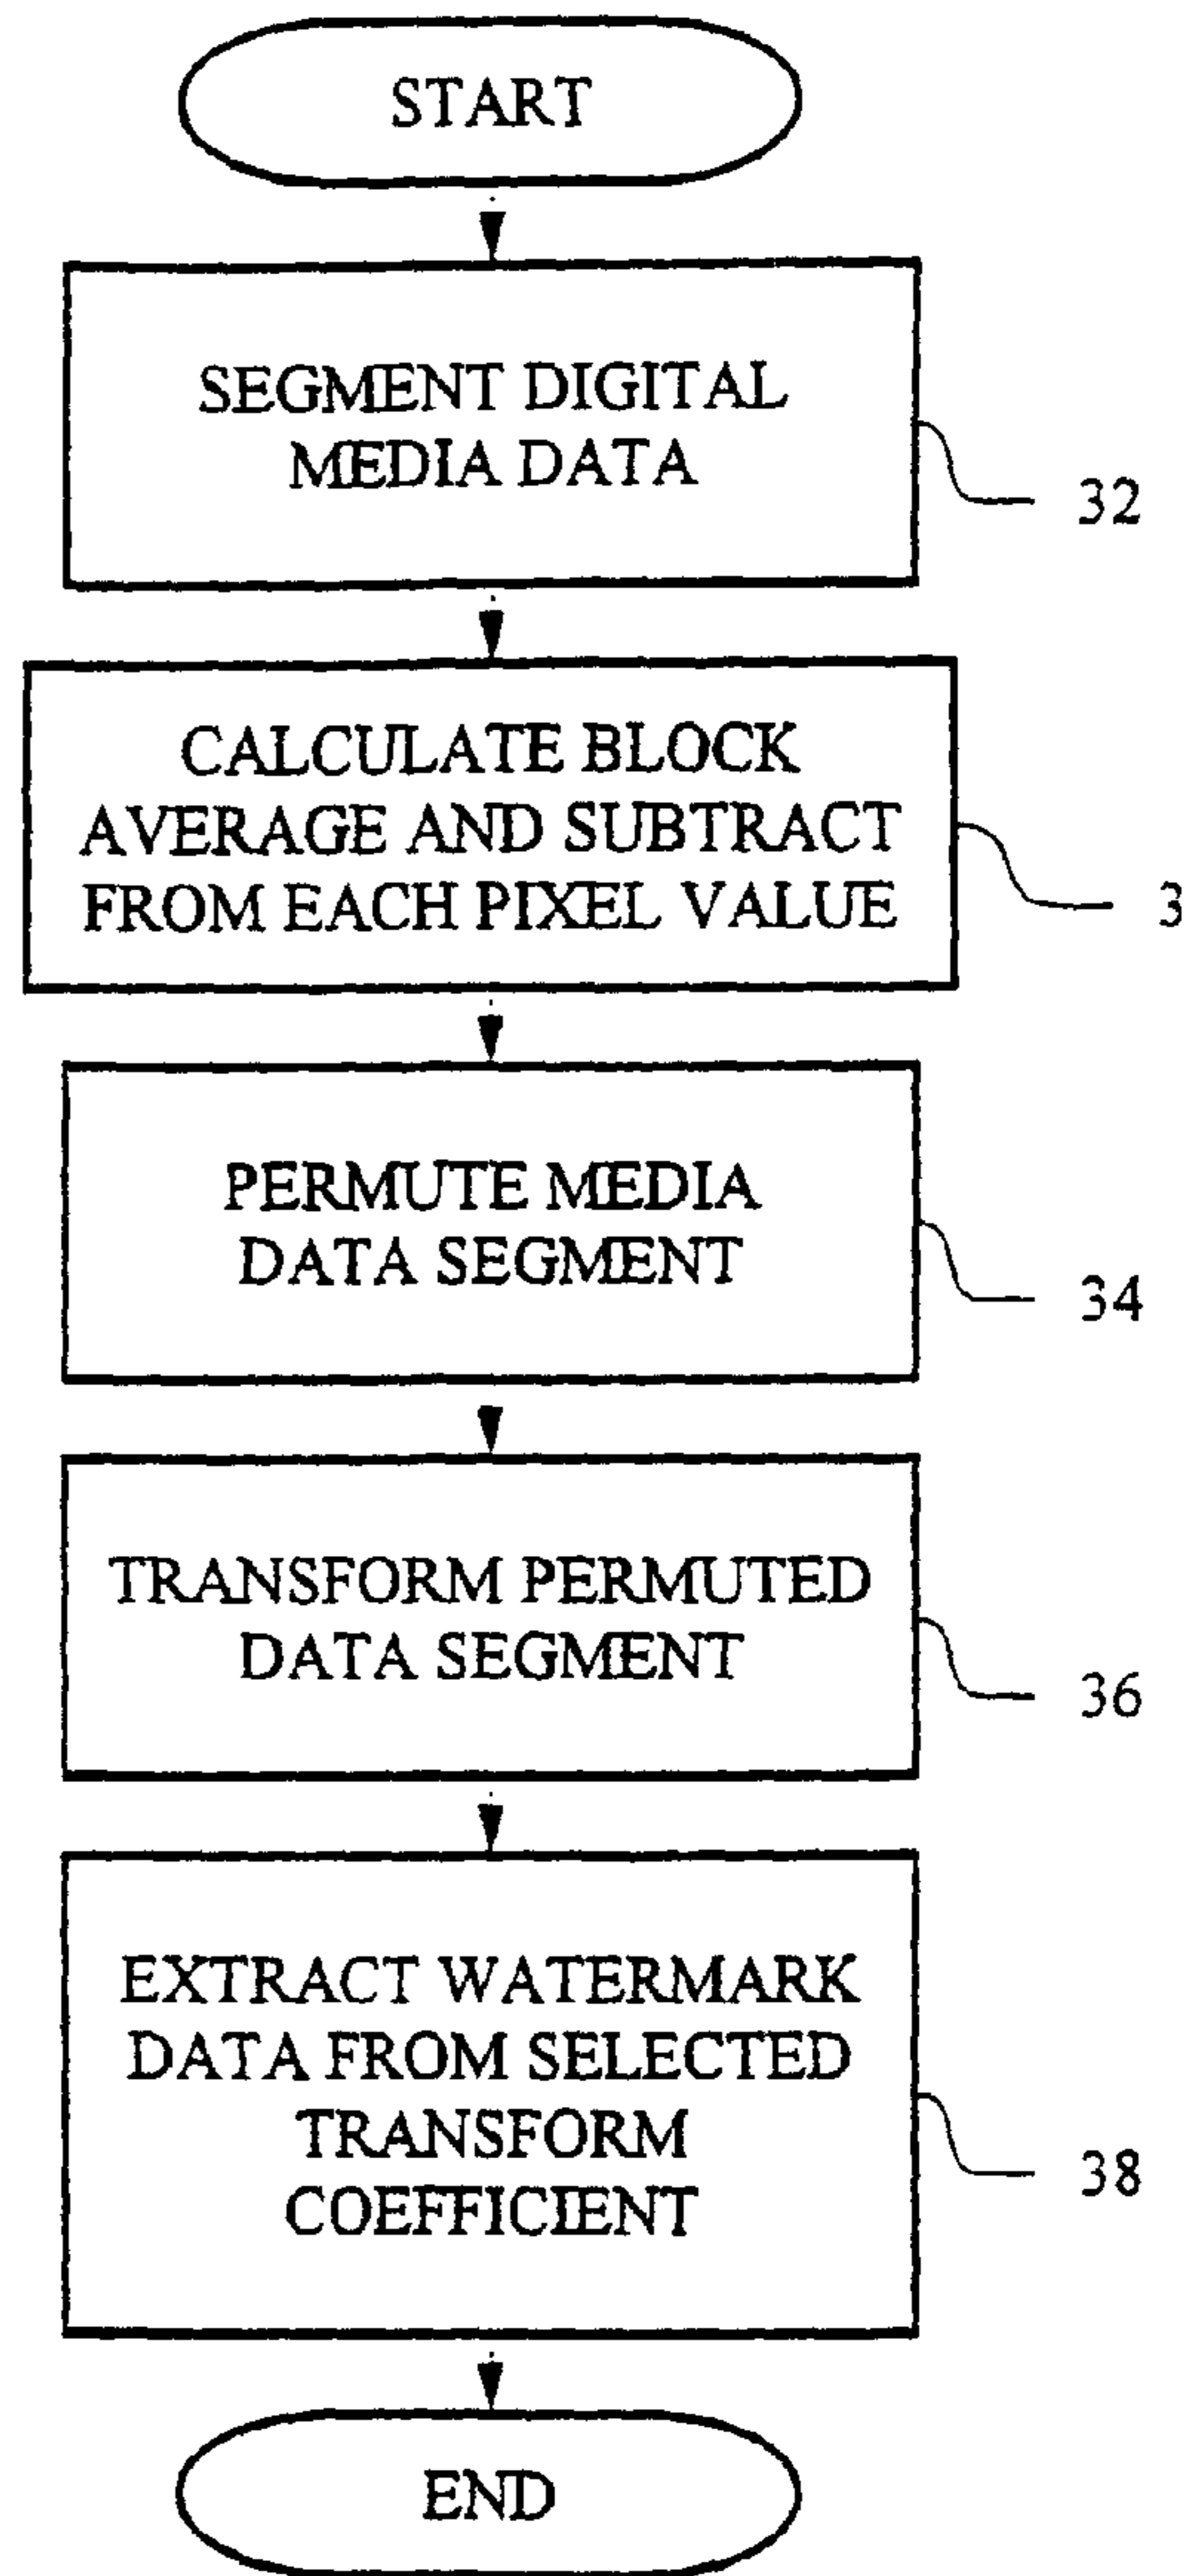 START
SEGMENT DIGITAL
MEDIA DATA
32
CALCULATE BLOCK
AVERAGE AND SUBTRACT
FROM EACH PIXEL VALUE
3
PERMUTE MEDIA
DATA SEGMENT
34
TRANSFORM PERMUTED
DATA SEGMENT
36
EXTRACT WATERMARK
DATA FROM SELECTED
TRANSFORM
COEFFICIENT
38
END